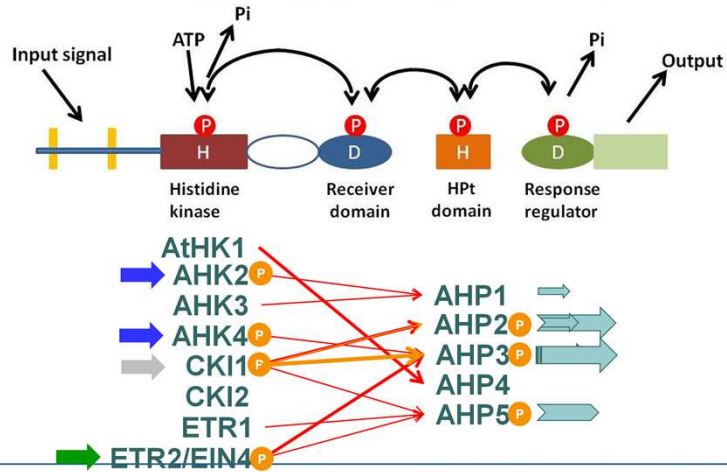 Pi
ATP
Pi
Input signal
Output
P
P
P
P
H
D
H
D
Histidine
kinase
Receiver
domain
HPt
domain
Response
regulator
AtHK1
AHK2 P
AHK3
AHK4 P
CKI1 P
CKI2
ETR1
ETR2/EIN4 P
AHP1
AHP2 P
AHP3 P
AHP4
AHP5 P